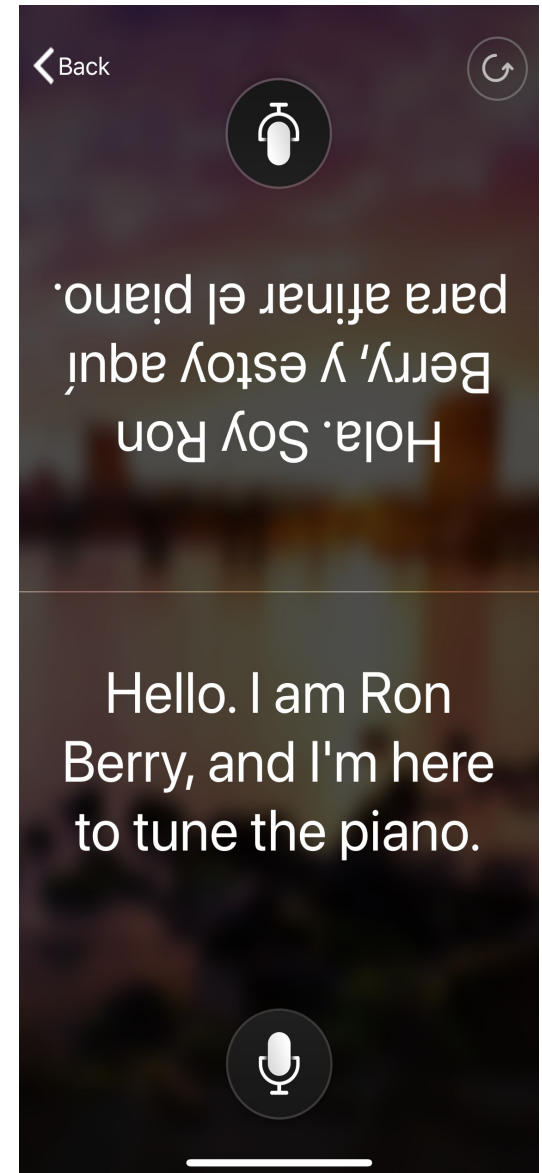 Back
Hola. Soy Ron
Berry, y estoy aquí
para afinar el piano.
Hello. I am Ron
Berry, and I'm here
to tune the piano.